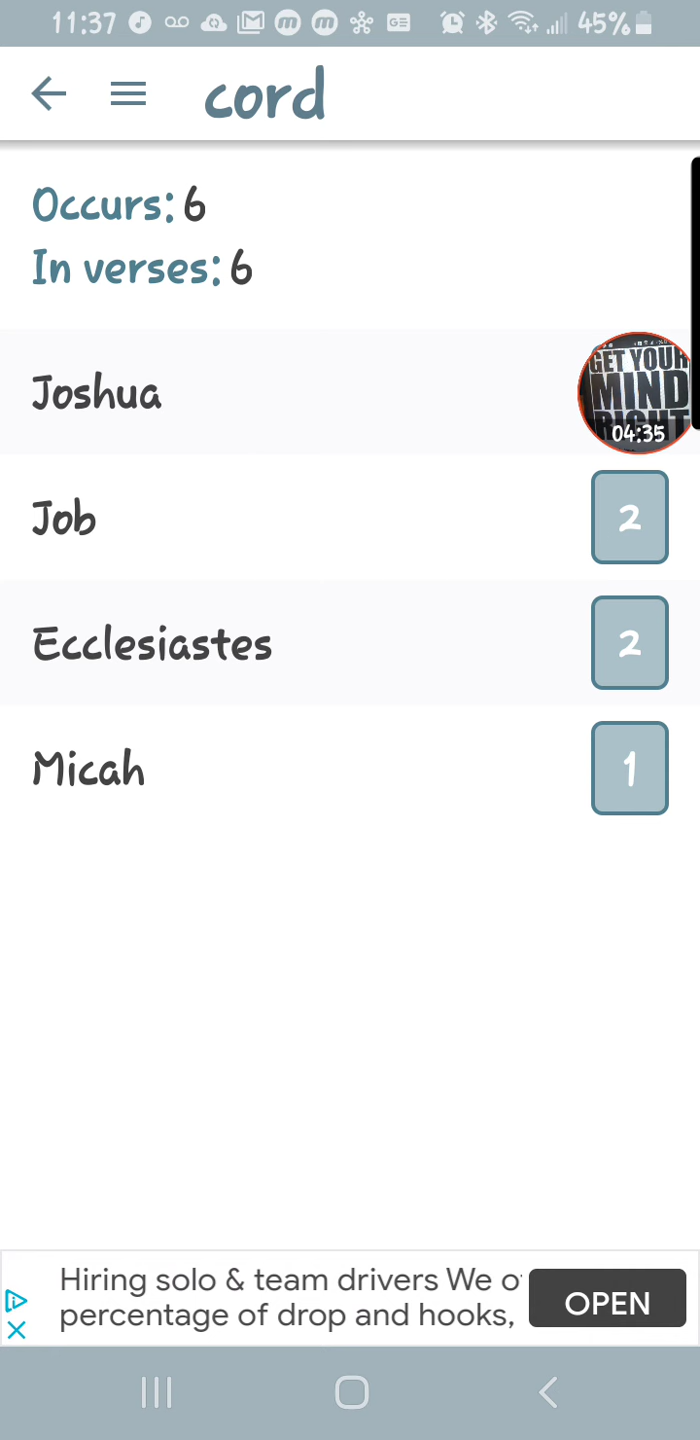 11:37 45%
cord
Occurs: 6
In verses: 6
Joshua
GET YOUR
MIND
RIGHT
04:35
Job 2
Ecclesiastes 2
Micah 1
Hiring solo & team drivers We o
percentage of drop and hooks,
OPEN